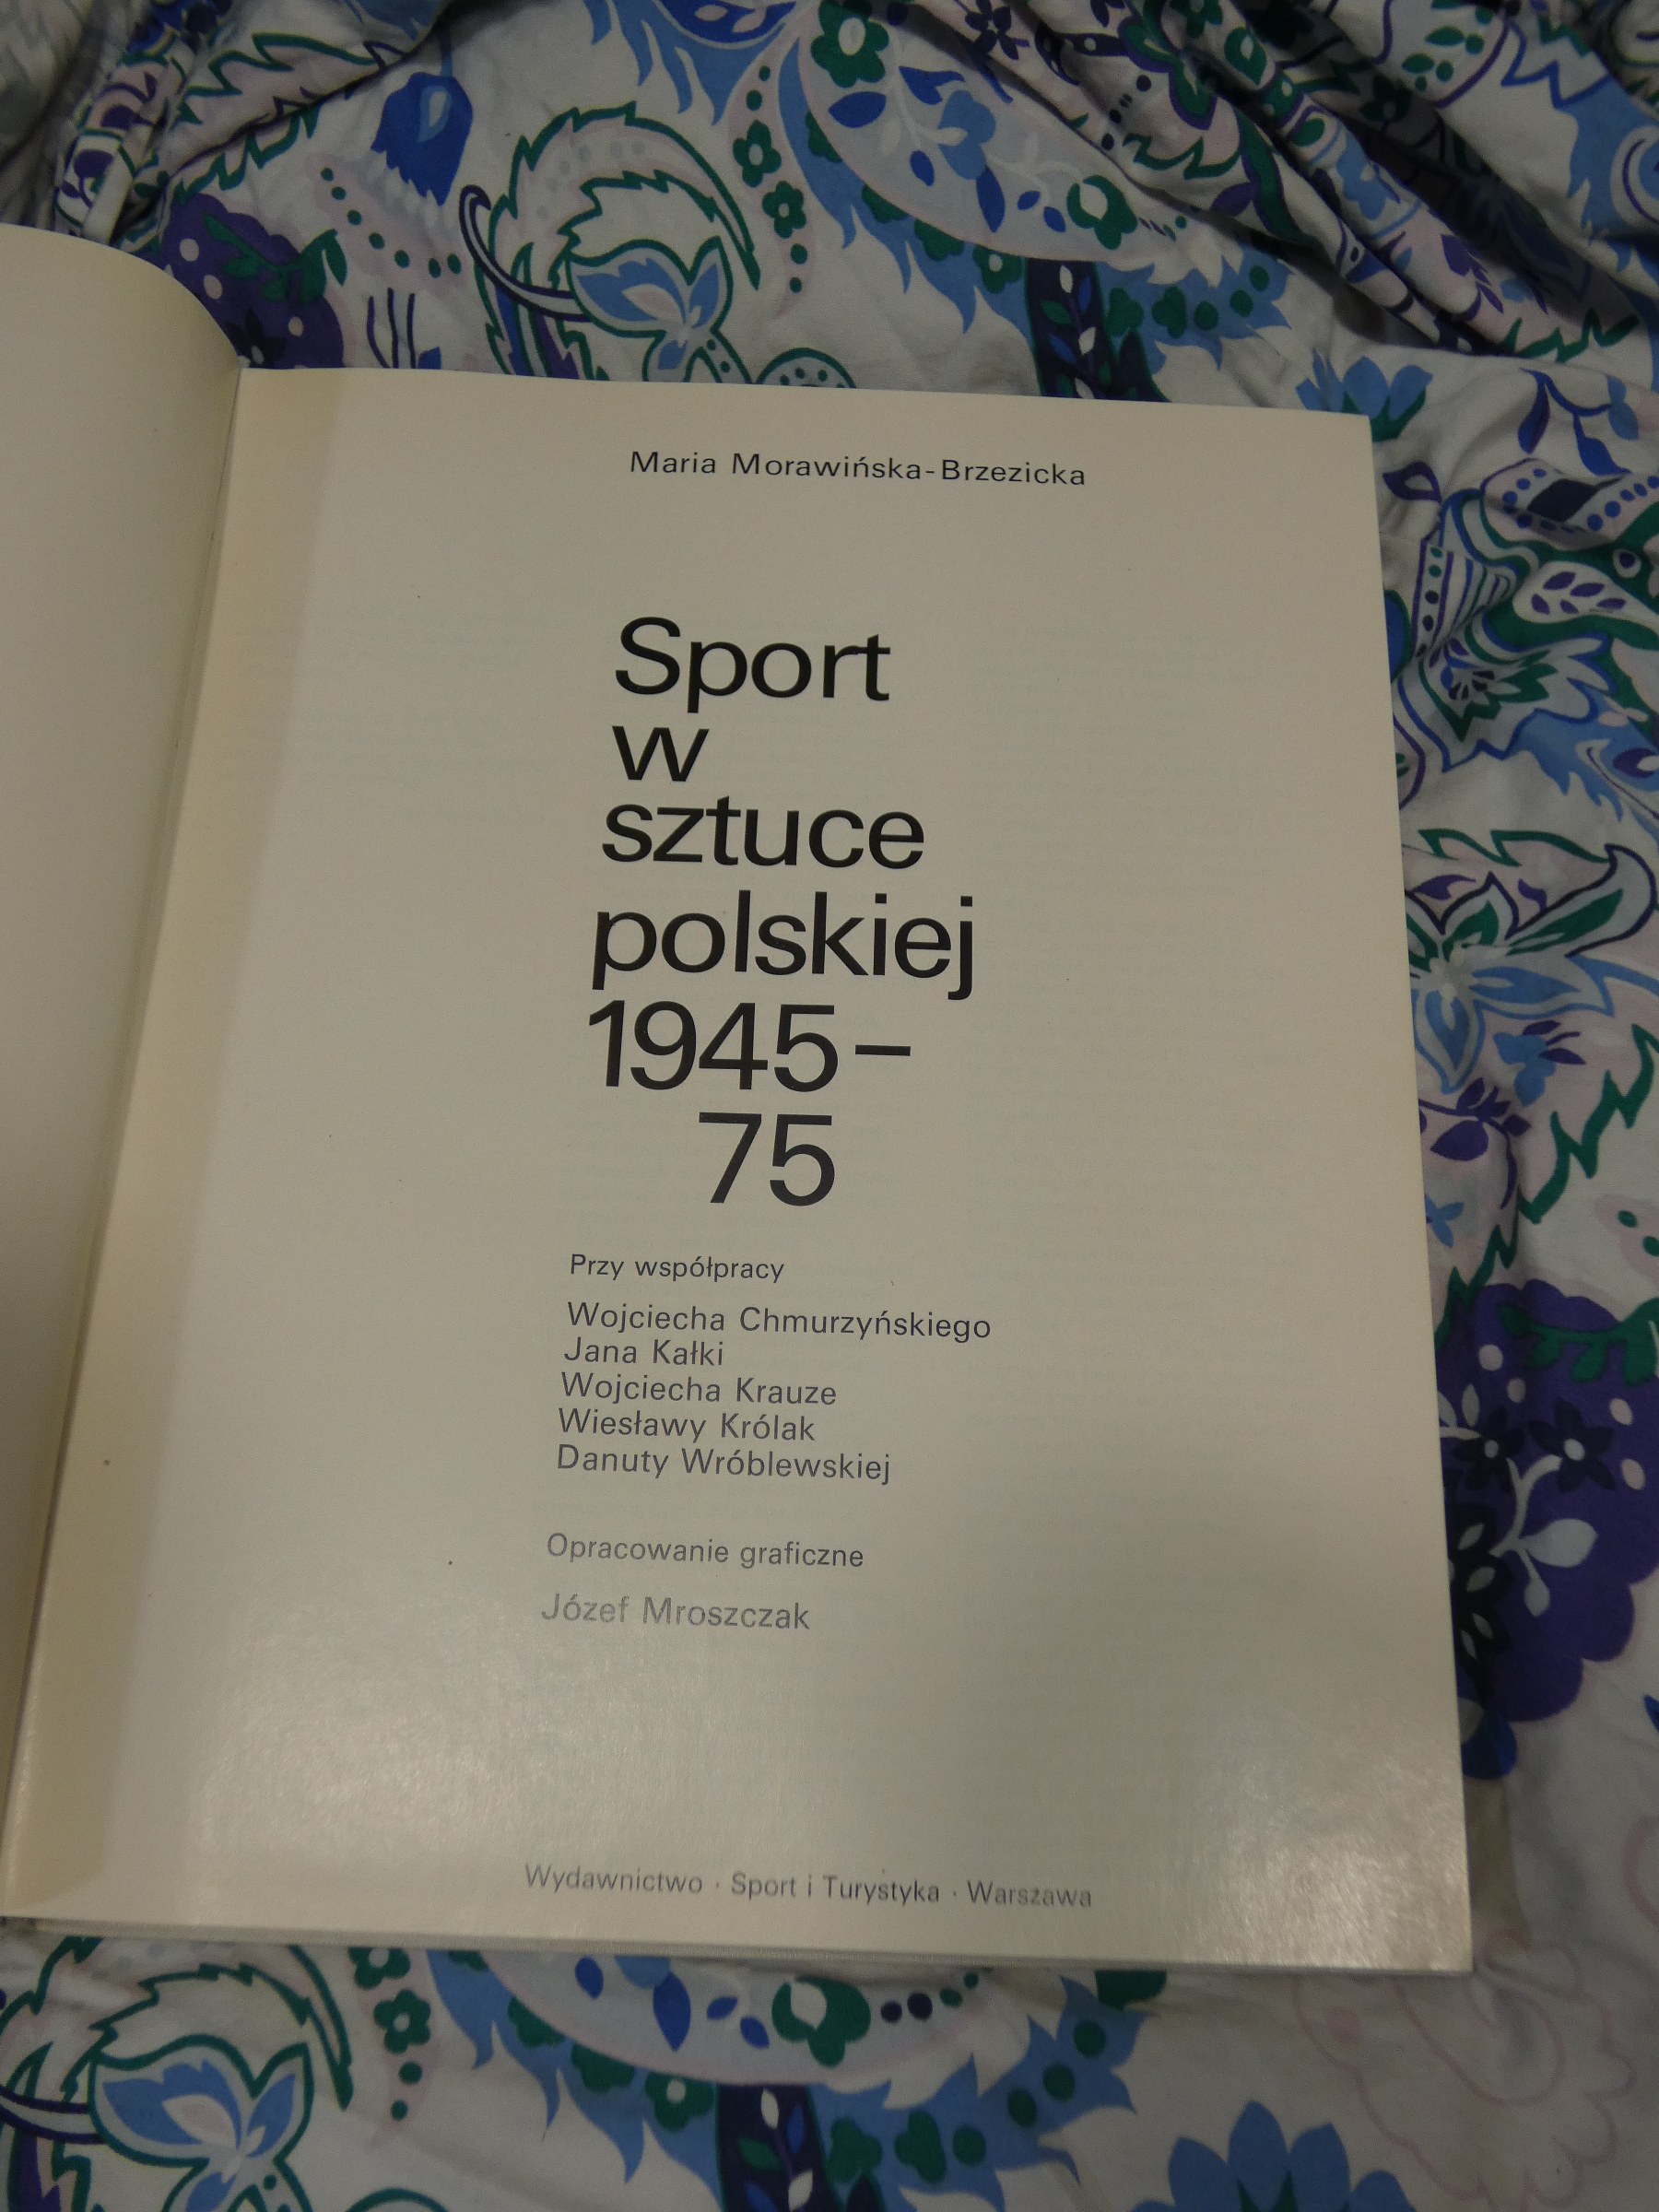 Maria Morawińska-Brzezicka
Sport
w
sztuce
polskiej
1945–
75
Przy współpracy
Wojciecha Chmurzyńskiego
Jana Kałki
Wojciecha Krauze
Wiesławy Królak
Danuty Wróblewskiej
Opracowanie graficzne
Józef Mroszczak
Wydawnictwo · Sport i Turystyka · Warszawa